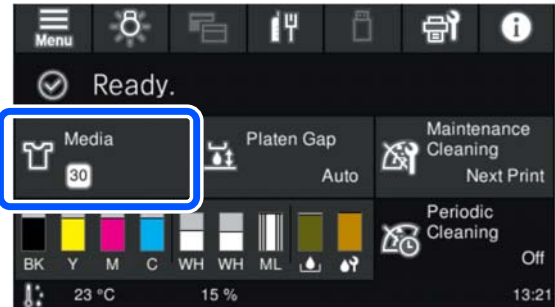 Menu
Ready.
Media
30
Platen Gap
Auto
Maintenance
Cleaning
Next Print
BK Y M C WH WH ML
Periodic
Cleaning
Off
23 °C 15 % 13:21